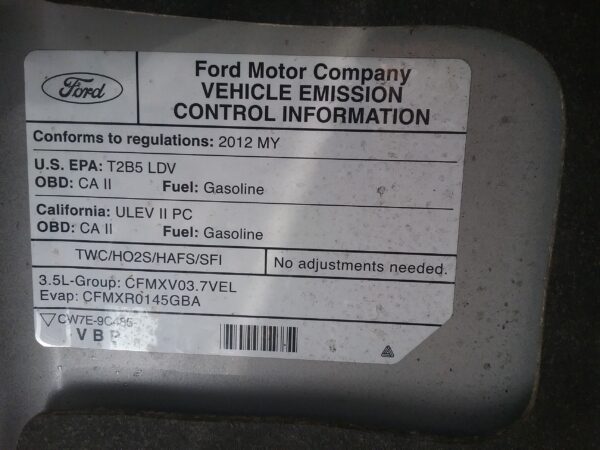 Ford
Ford Motor Company
VEHICLE EMISSION
CONTROL INFORMATION
Conforms to regulations: 2012 MY
U.S. EPA: T2B5 LDV
OBD: CA II Fuel: Gasoline
California: ULEV II PC
OBD: CA II Fuel: Gasoline
TWC/HO2S/HAFS/SFI
No adjustments needed.
3.5L-Group: CFMXV03.7VEL
Evap: CFMXR0145GBA
CW7E-9C485-
V B P